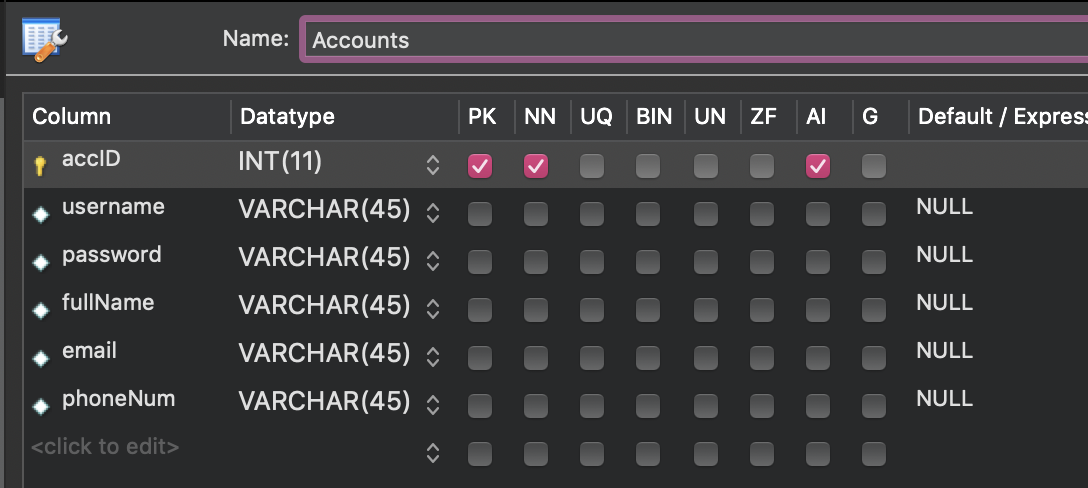 Name: Accounts
Column Datatype PK NN UQ BIN UN ZF AI G Default / Express
accID INT(11)
username VARCHAR(45) NULL
password VARCHAR(45) NULL
fullName VARCHAR(45) NULL
email VARCHAR(45) NULL
phoneNum VARCHAR(45) NULL
<click to edit>